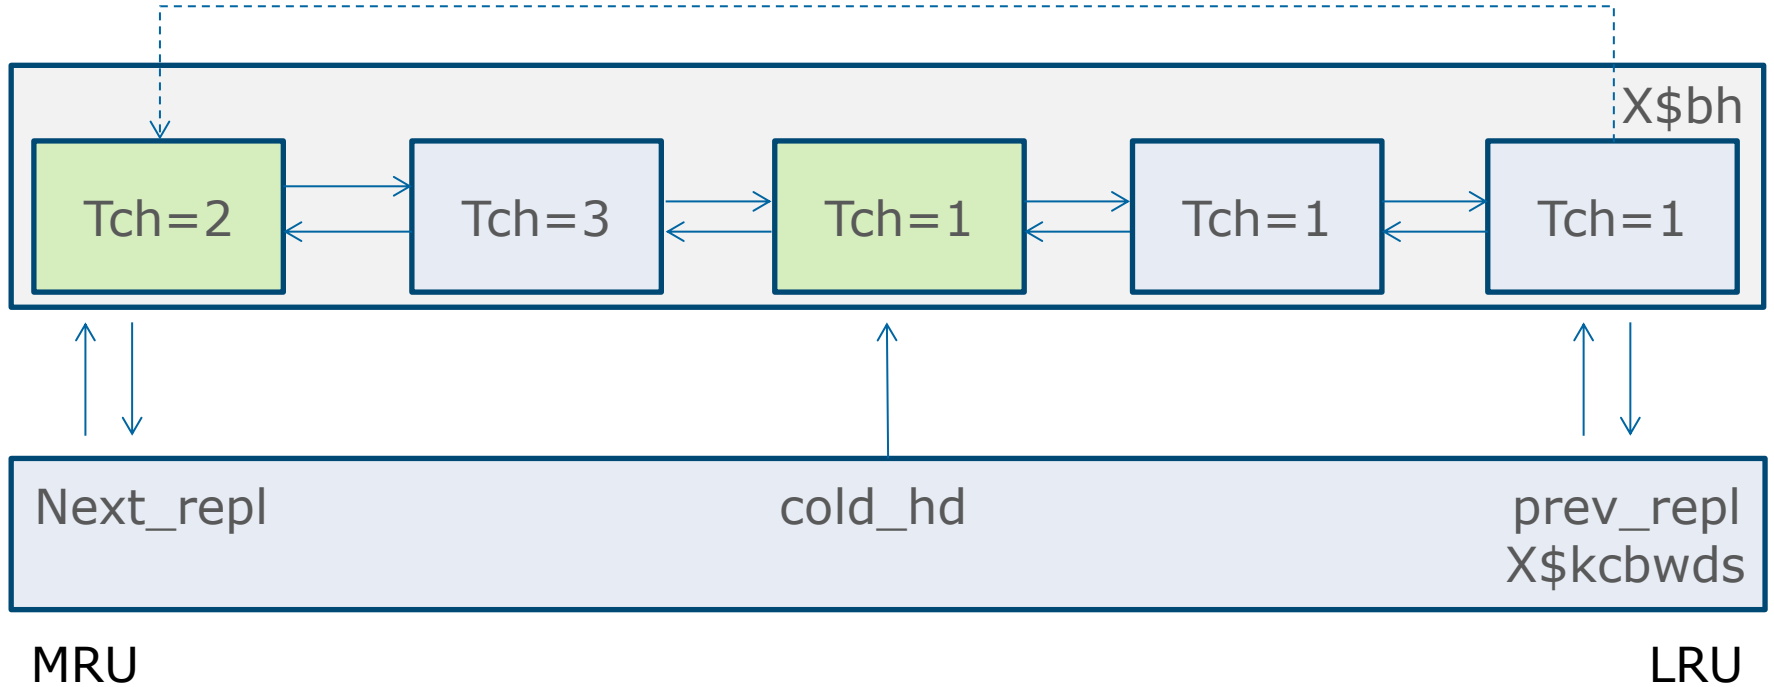 X$bh
Tch=2
Tch=3
Tch=1
Tch=1
Tch=1
Next_repl
cold_hd
prev_repl
X$kcbwds
MRU
LRU